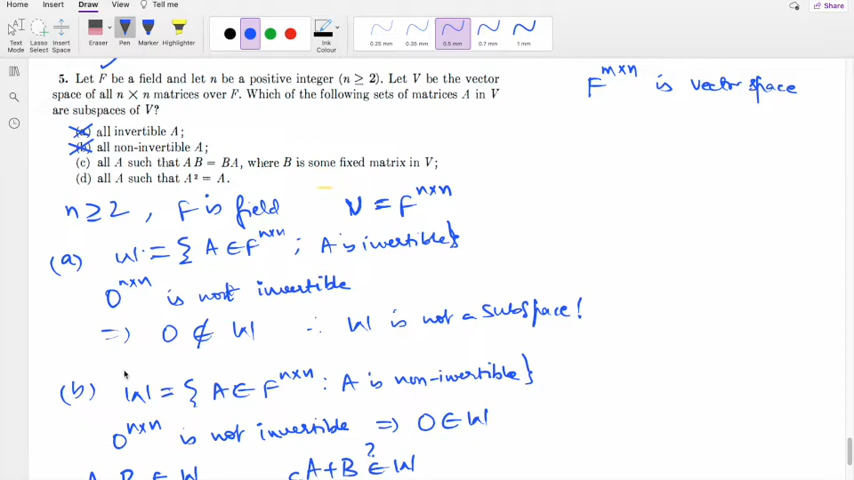 Home Insert Draw View Tell me Share
Text Mode Lasso Select Insert Space Eraser Pen Marker Highlighter Ink Colour 0.25 mm 0.35 mm 0.5 mm 0.7 mm 1 mm
5. Let F be a field and let n be a positive integer (n ≥ 2). Let V be the vector
space of all n × n matrices over F. Which of the following sets of matrices A in V
are subspaces of V?
(a) all invertible A;
(b) all non-invertible A;
(c) all A such that AB = BA, where B is some fixed matrix in V;
(d) all A such that A² = A.
F^{m×n} is vector space
n ≥ 2 , F is field V = F^{n×n}
(a) W := { A ∈ F^{n×n} ; A is invertible}
0^{n×n} is not invertible
⇒ 0 ∉ W ∴ W is not a subspace!
(b) W = { A ∈ F^{n×n} : A is non-invertible}
0^{n×n} is not invertible ⇒ 0 ∈ W
A, B ∈ W cA+B ?∈ W